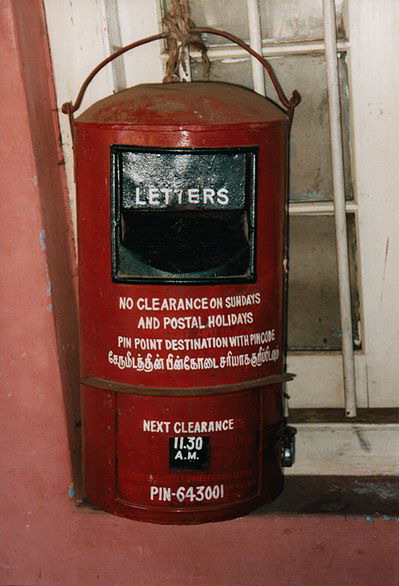 LETTERS
NO CLEARANCE ON SUNDAYS
AND POSTAL HOLIDAYS
PIN POINT DESTINATION WITH PINCODE
சேருமிடத்தின் பின்கோடை சரியாக குறிப்பிடவும்
NEXT CLEARANCE
11.30
A.M.
PIN-643001